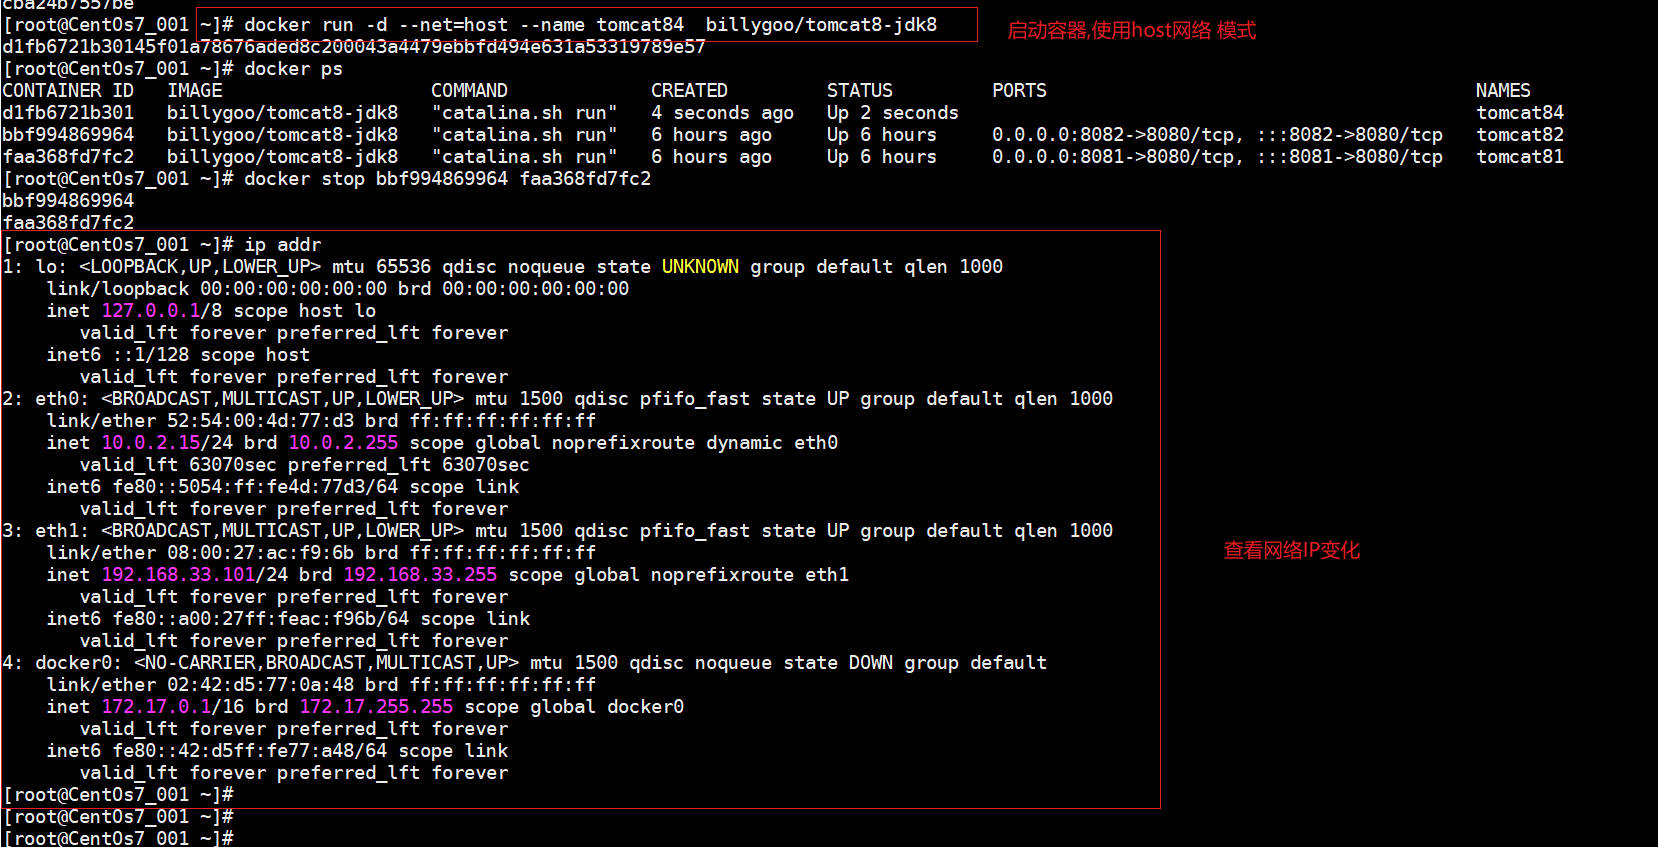 cba24b7557be
[root@CentOs7_001 ~]# docker run -d --net=host --name tomcat84  billygoo/tomcat8-jdk8
启动容器,使用host网络 模式
d1fb6721b30145f01a78676aded8c200043a4479ebbfd494e631a53319789e57
[root@CentOs7_001 ~]# docker ps
CONTAINER ID   IMAGE                   COMMAND             CREATED         STATUS         PORTS                                       NAMES
d1fb6721b301   billygoo/tomcat8-jdk8   "catalina.sh run"   4 seconds ago   Up 2 seconds                                               tomcat84
bbf994869964   billygoo/tomcat8-jdk8   "catalina.sh run"   6 hours ago     Up 6 hours     0.0.0.0:8082->8080/tcp, :::8082->8080/tcp   tomcat82
faa368fd7fc2   billygoo/tomcat8-jdk8   "catalina.sh run"   6 hours ago     Up 6 hours     0.0.0.0:8081->8080/tcp, :::8081->8080/tcp   tomcat81
[root@CentOs7_001 ~]# docker stop bbf994869964 faa368fd7fc2
bbf994869964
faa368fd7fc2
[root@CentOs7_001 ~]# ip addr
1: lo: <LOOPBACK,UP,LOWER_UP> mtu 65536 qdisc noqueue state UNKNOWN group default qlen 1000
    link/loopback 00:00:00:00:00:00 brd 00:00:00:00:00:00
    inet 127.0.0.1/8 scope host lo
       valid_lft forever preferred_lft forever
    inet6 ::1/128 scope host
       valid_lft forever preferred_lft forever
2: eth0: <BROADCAST,MULTICAST,UP,LOWER_UP> mtu 1500 qdisc pfifo_fast state UP group default qlen 1000
    link/ether 52:54:00:4d:77:d3 brd ff:ff:ff:ff:ff:ff
    inet 10.0.2.15/24 brd 10.0.2.255 scope global noprefixroute dynamic eth0
       valid_lft 63070sec preferred_lft 63070sec
    inet6 fe80::5054:ff:fe4d:77d3/64 scope link
       valid_lft forever preferred_lft forever
3: eth1: <BROADCAST,MULTICAST,UP,LOWER_UP> mtu 1500 qdisc pfifo_fast state UP group default qlen 1000
    link/ether 08:00:27:ac:f9:6b brd ff:ff:ff:ff:ff:ff
查看网络IP变化
    inet 192.168.33.101/24 brd 192.168.33.255 scope global noprefixroute eth1
       valid_lft forever preferred_lft forever
    inet6 fe80::a00:27ff:feac:f96b/64 scope link
       valid_lft forever preferred_lft forever
4: docker0: <NO-CARRIER,BROADCAST,MULTICAST,UP> mtu 1500 qdisc noqueue state DOWN group default
    link/ether 02:42:d5:77:0a:48 brd ff:ff:ff:ff:ff:ff
    inet 172.17.0.1/16 brd 172.17.255.255 scope global docker0
       valid_lft forever preferred_lft forever
    inet6 fe80::42:d5ff:fe77:a48/64 scope link
       valid_lft forever preferred_lft forever
[root@CentOs7_001 ~]#
[root@CentOs7_001 ~]#
[root@CentOs7_001 ~]#